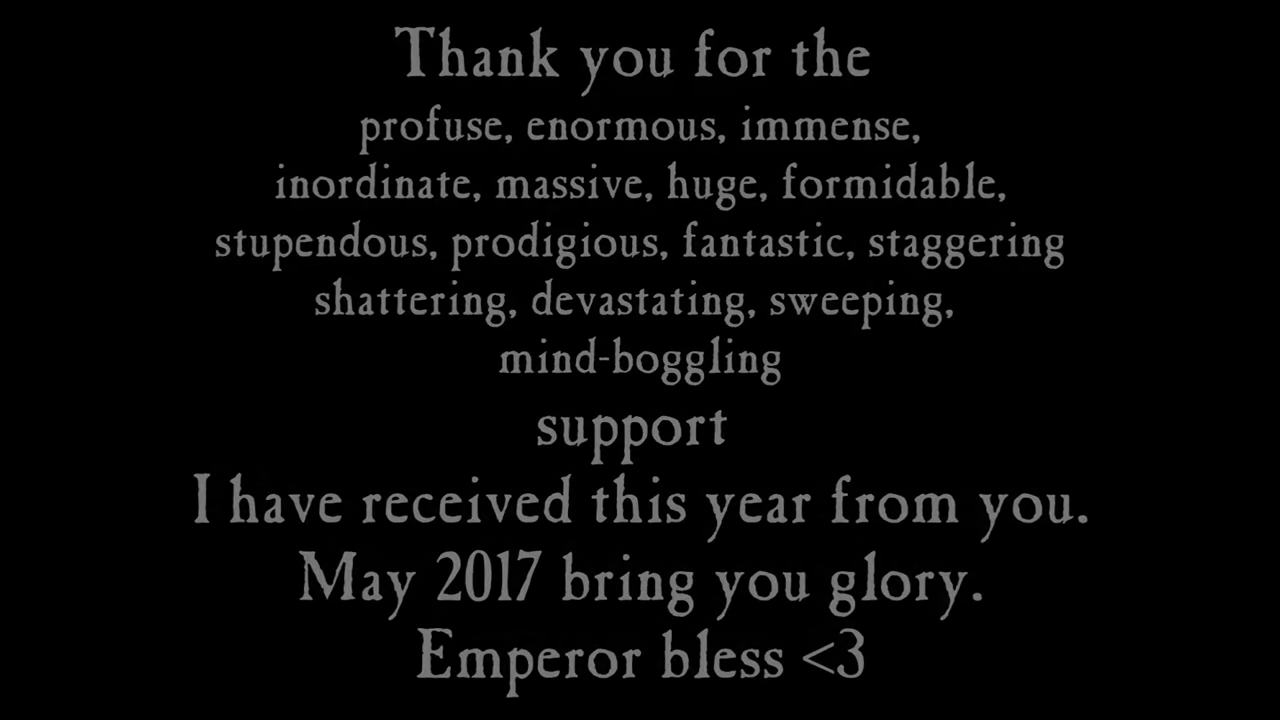 Thank you for the
profuse, enormous, immense,
inordinate, massive, huge, formidable,
stupendous, prodigious, fantastic, staggering
shattering, devastating, sweeping,
mind-boggling
support
I have received this year from you.
May 2017 bring you glory.
Emperor bless <3